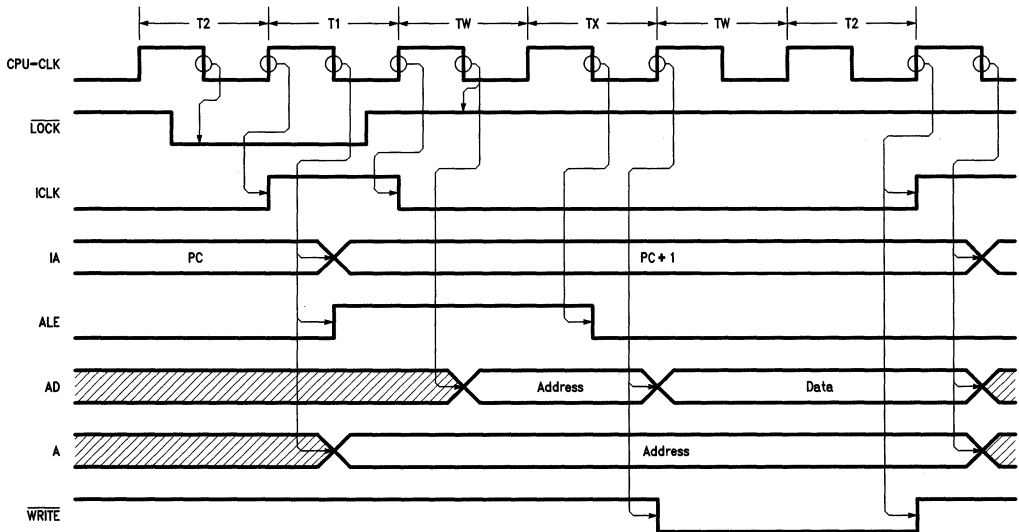 T2 T1 TW TX TW T2
CPU-CLK
LOCK
ICLK
IA PC PC+1
ALE
AD Address Data
A Address
WRITE